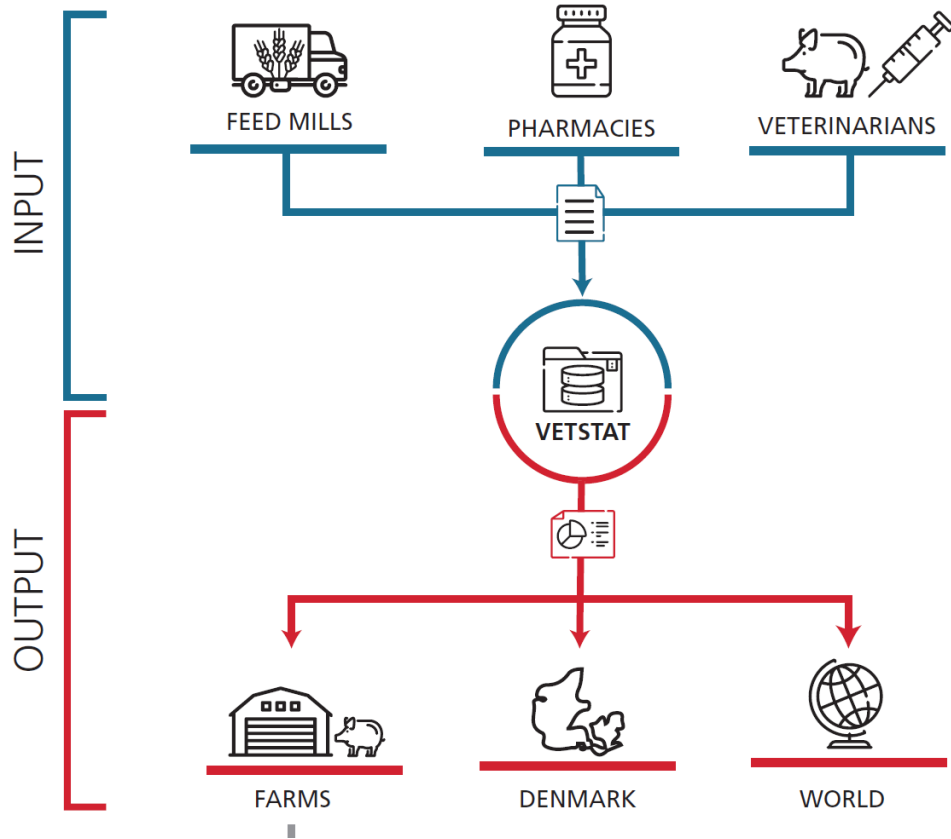 INPUT
FEED MILLS
PHARMACIES
VETERINARIANS
VETSTAT
OUTPUT
FARMS
DENMARK
WORLD